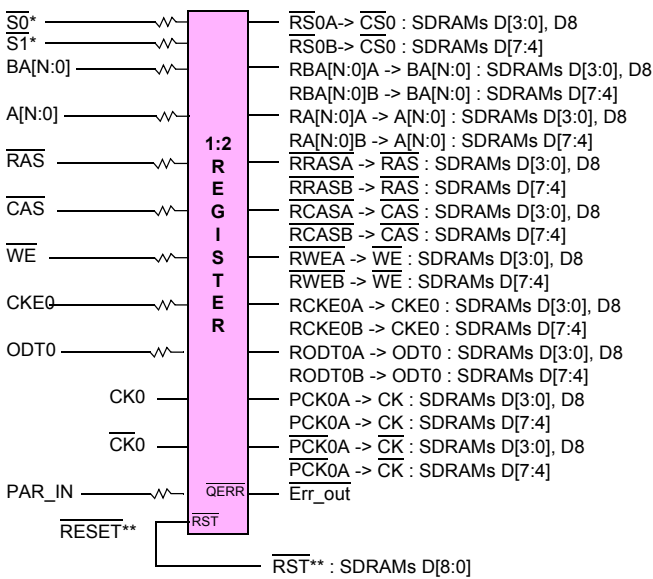 S0*
S1*
BA[N:0]
A[N:0]
RAS
CAS
WE
CKE0
ODT0
CK0
CK0
PAR_IN
RESET**
1:2
R
E
G
I
S
T
E
R
QERR
RST
RS0A-> CS0 : SDRAMs D[3:0], D8
RS0B-> CS0 : SDRAMs D[7:4]
RBA[N:0]A -> BA[N:0] : SDRAMs D[3:0], D8
RBA[N:0]B -> BA[N:0] : SDRAMs D[7:4]
RA[N:0]A -> A[N:0] : SDRAMs D[3:0], D8
RA[N:0]B -> A[N:0] : SDRAMs D[7:4]
RRASA -> RAS : SDRAMs D[3:0], D8
RRASB -> RAS : SDRAMs D[7:4]
RCASA -> CAS : SDRAMs D[3:0], D8
RCASB -> CAS : SDRAMs D[7:4]
RWEA -> WE : SDRAMs D[3:0], D8
RWEB -> WE : SDRAMs D[7:4]
RCKE0A -> CKE0 : SDRAMs D[3:0], D8
RCKE0B -> CKE0 : SDRAMs D[7:4]
RODT0A -> ODT0 : SDRAMs D[3:0], D8
RODT0B -> ODT0 : SDRAMs D[7:4]
PCK0A -> CK : SDRAMs D[3:0], D8
PCK0A -> CK : SDRAMs D[7:4]
PCK0A -> CK : SDRAMs D[3:0], D8
PCK0A -> CK : SDRAMs D[7:4]
Err_out
RST** : SDRAMs D[8:0]